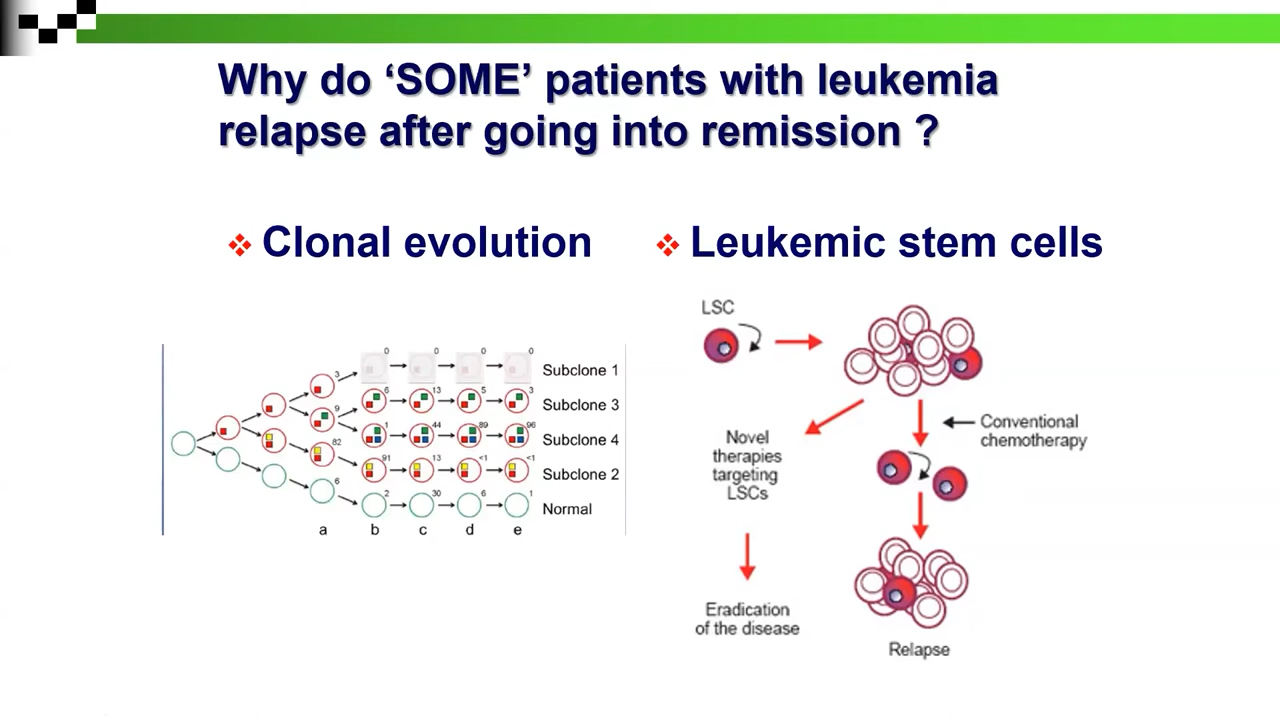 Why do ‘SOME’ patients with leukemia
relapse after going into remission ?
Clonal evolution
3
9
82
6
0 0 0 0
Subclone 1
6 13 5 3
Subclone 3
1 44 89 96
Subclone 4
91 13 <1 <1
Subclone 2
2 30 6 1
Normal
a b c d e
Leukemic stem cells
LSC
Conventional
chemotherapy
Novel
therapies
targeting
LSCs
Eradication
of the disease
Relapse